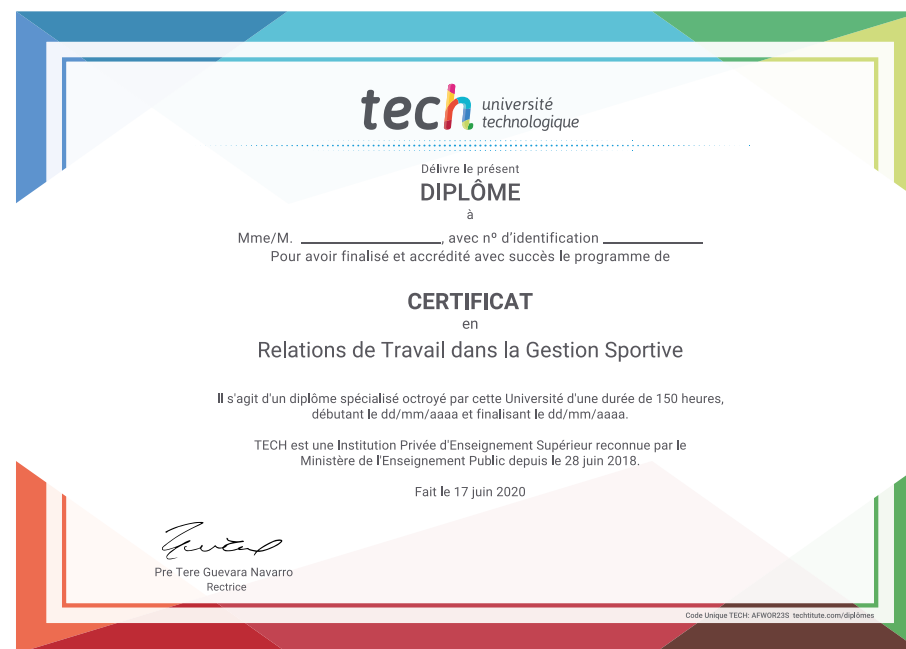 tech université
technologique
Délivre le présent
DIPLÔME
à
Mme/M. ____________________, avec nº d'identification ______________
Pour avoir finalisé et accrédité avec succès le programme de
CERTIFICAT
en
Relations de Travail dans la Gestion Sportive
Il s'agit d'un diplôme spécialisé octroyé par cette Université d'une durée de 150 heures,
débutant le dd/mm/aaaa et finalisant le dd/mm/aaaa.
TECH est une Institution Privée d'Enseignement Supérieur reconnue par le
Ministère de l'Enseignement Public depuis le 28 juin 2018.
Fait le 17 juin 2020
Pre Tere Guevara Navarro
Rectrice
Code Unique TECH: AFWOR23S techtitute.com/diplômes